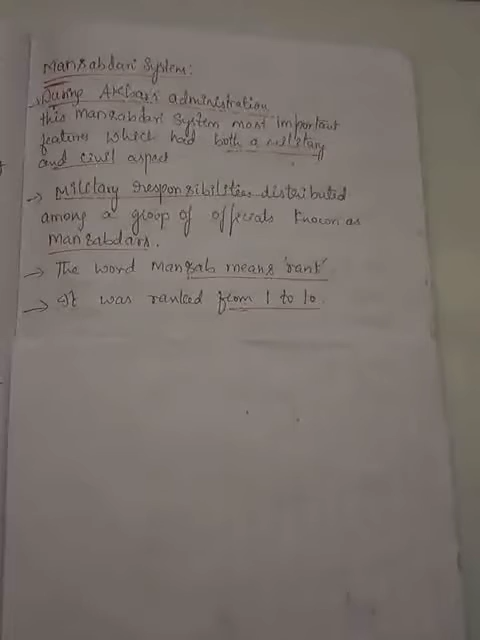 Mansabdari System:
→ During Akbar's administration
this Mansabdari System most important
features which had both a military
and civil aspect
→ Military responsibilities distributed
among a group of officials known as
Mansabdars.
→ The word Mansab means 'rank'
→ It was ranked from 1 to 10.